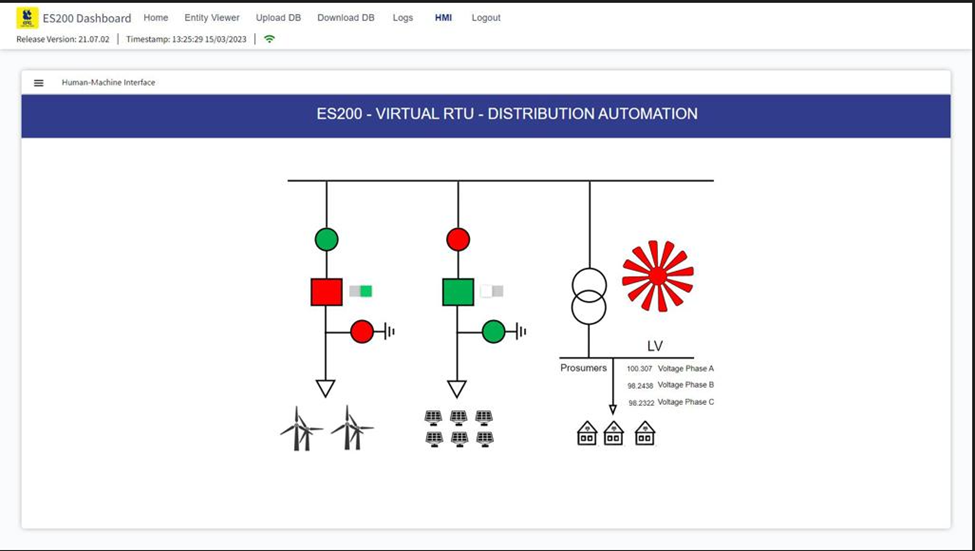 ES200 Dashboard Home Entity Viewer Upload DB Download DB Logs HMI Logout
Release Version: 21.07.02 | Timestamp: 13:25:29 15/03/2023 |
Human-Machine Interface
ES200 - VIRTUAL RTU - DISTRIBUTION AUTOMATION
LV
Prosumers
100.307 Voltage Phase A
98.2438 Voltage Phase B
98.2322 Voltage Phase C